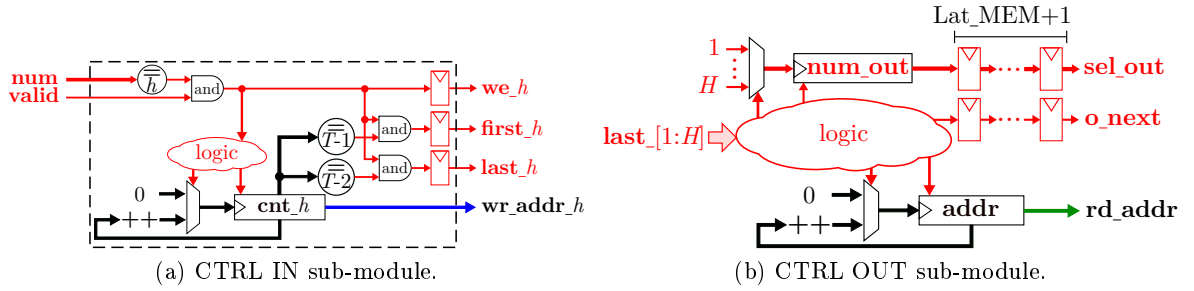 num
valid
=
h
and
we_h
=
T-1
and
first_h
logic
=
T-2
and
last_h
0
++
cnt_h
wr_addr_h
(a) CTRL IN sub-module.
Lat_MEM+1
1
H
num_out
sel_out
last_[1:H]
logic
o_next
0
++
addr
rd_addr
(b) CTRL OUT sub-module.